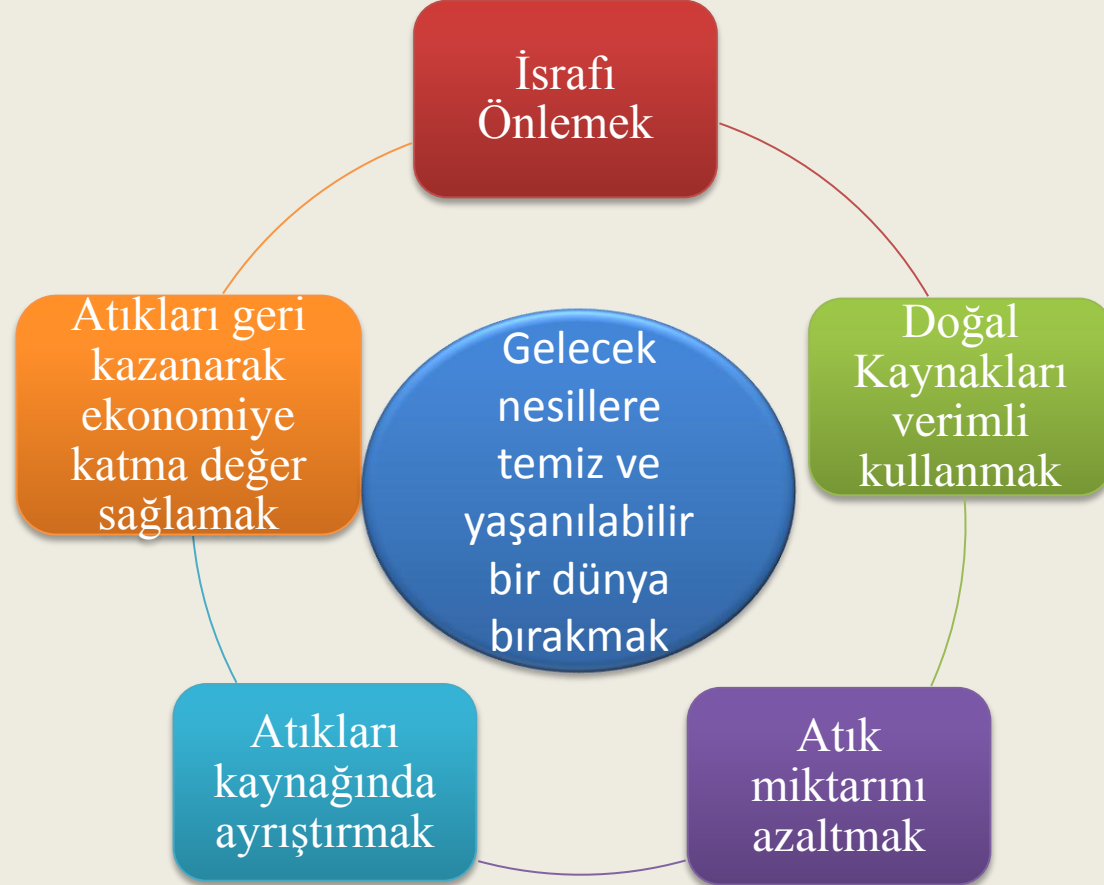 İsrafı
Önlemek
Doğal
Kaynakları
verimli
kullanmak
Atık
miktarını
azaltmak
Atıkları
kaynağında
ayrıştırmak
Atıkları geri
kazanarak
ekonomiye
katma değer
sağlamak
Gelecek
nesillere
temiz ve
yaşanılabilir
bir dünya
bırakmak